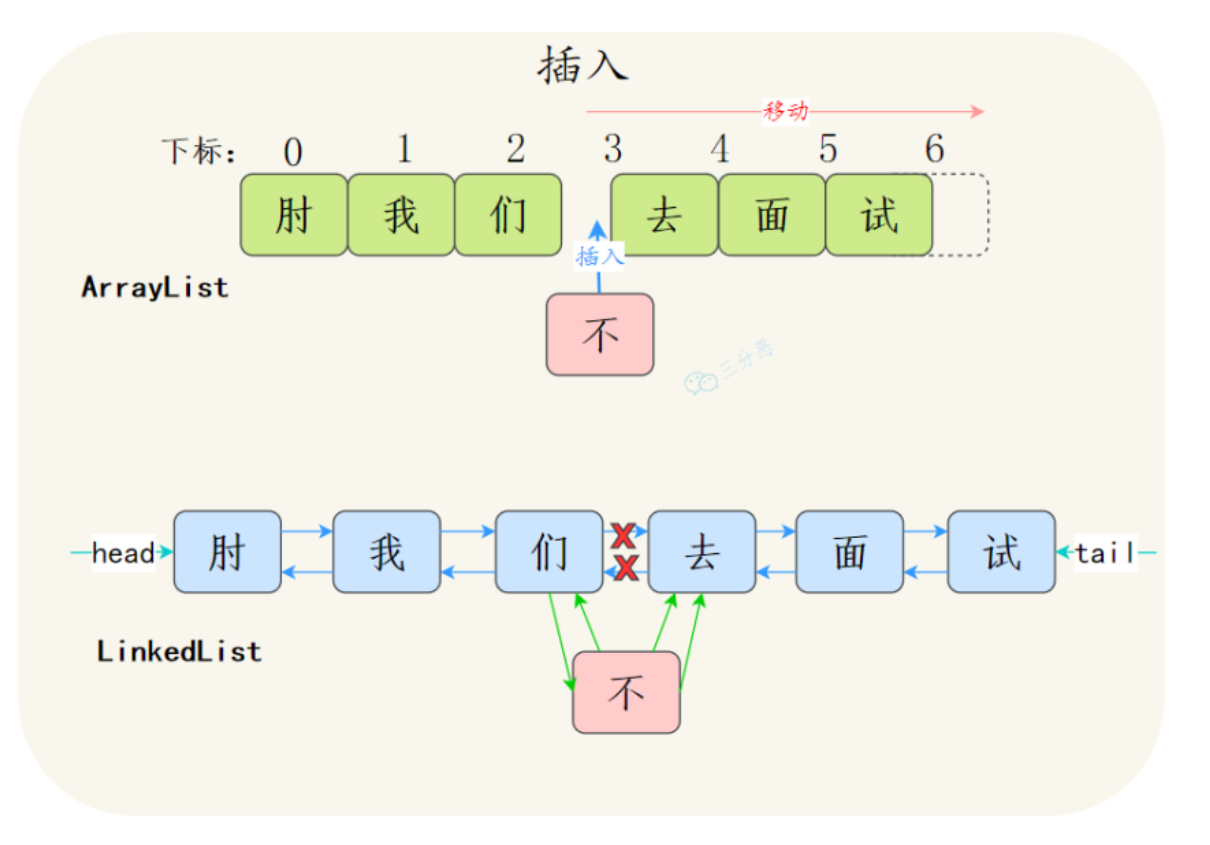 插入
移动
下标: 0 1 2 3 4 5 6
肘 我 们 去 面 试
插入
ArrayList
不
三分恶
head 肘 我 们 去 面 试 tail
LinkedList
不